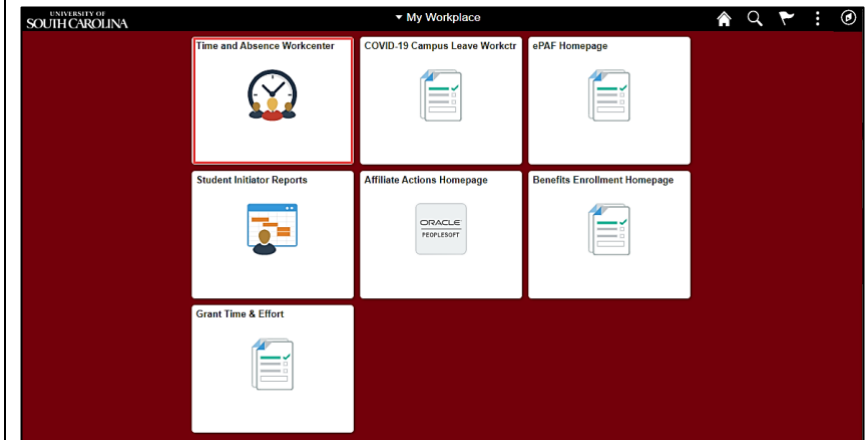 UNIVERSITY OF
SOUTH CAROLINA
My Workplace
Time and Absence Workcenter
COVID-19 Campus Leave Workctr
ePAF Homepage
Student Initiator Reports
Affiliate Actions Homepage
Benefits Enrollment Homepage
ORACLE
PEOPLESOFT
Grant Time & Effort